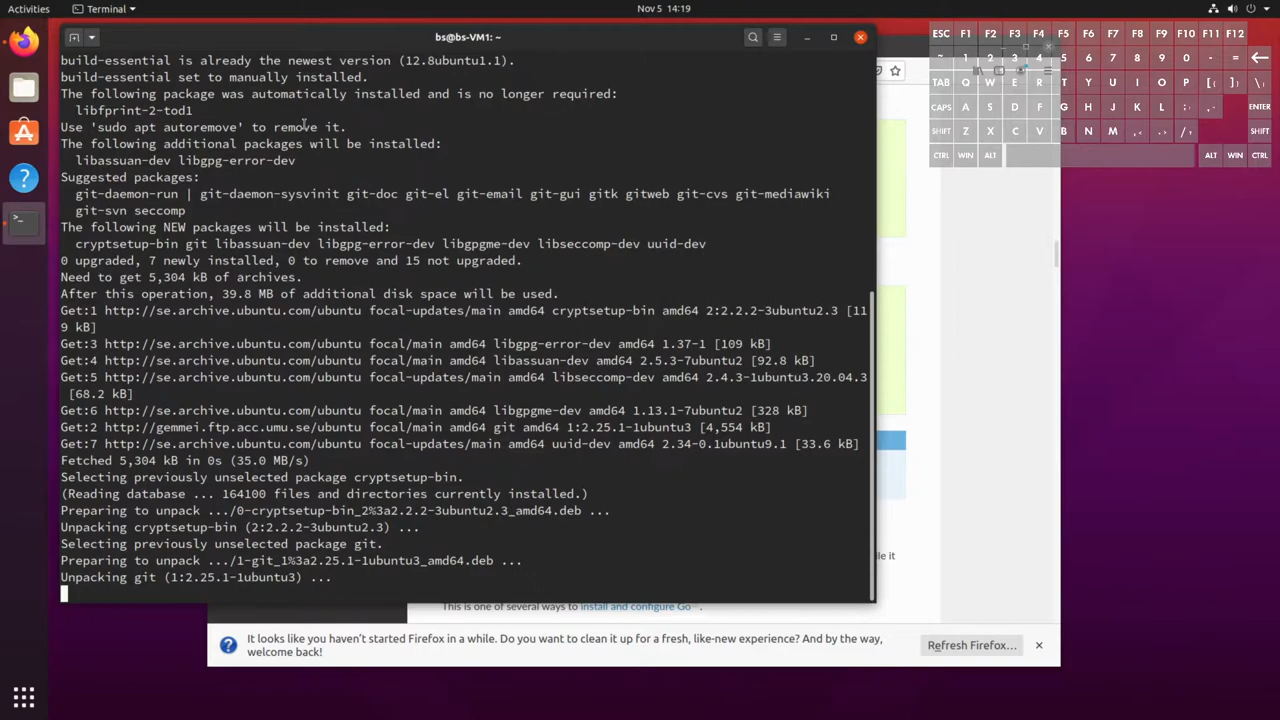 Activities
Terminal
Nov 5 14:19
bs@bs-VM1: ~
build-essential is already the newest version (12.8ubuntu1.1).
build-essential set to manually installed.
The following package was automatically installed and is no longer required:
libfprint-2-tod1
Use 'sudo apt autoremove' to remove it.
The following additional packages will be installed:
libassuan-dev libgpg-error-dev
Suggested packages:
git-daemon-run | git-daemon-sysvinit git-doc git-el git-email git-gui gitk gitweb git-cvs git-mediawiki
git-svn seccomp
The following NEW packages will be installed:
cryptsetup-bin git libassuan-dev libgpg-error-dev libgpgme-dev libseccomp-dev uuid-dev
0 upgraded, 7 newly installed, 0 to remove and 15 not upgraded.
Need to get 5,304 kB of archives.
After this operation, 39.8 MB of additional disk space will be used.
Get:1 http://se.archive.ubuntu.com/ubuntu focal-updates/main amd64 cryptsetup-bin amd64 2:2.2.2-3ubuntu2.3 [11
9 kB]
Get:3 http://se.archive.ubuntu.com/ubuntu focal/main amd64 libgpg-error-dev amd64 1.37-1 [109 kB]
Get:4 http://se.archive.ubuntu.com/ubuntu focal/main amd64 libassuan-dev amd64 2.5.3-7ubuntu2 [92.8 kB]
Get:5 http://se.archive.ubuntu.com/ubuntu focal-updates/main amd64 libseccomp-dev amd64 2.4.3-1ubuntu3.20.04.3
[68.2 kB]
Get:6 http://se.archive.ubuntu.com/ubuntu focal/main amd64 libgpgme-dev amd64 1.13.1-7ubuntu2 [328 kB]
Get:2 http://gemmei.ftp.acc.umu.se/ubuntu focal/main amd64 git amd64 1:2.25.1-1ubuntu3 [4,554 kB]
Get:7 http://se.archive.ubuntu.com/ubuntu focal-updates/main amd64 uuid-dev amd64 2.34-0.1ubuntu9.1 [33.6 kB]
Fetched 5,304 kB in 0s (35.0 MB/s)
Selecting previously unselected package cryptsetup-bin.
(Reading database ... 164100 files and directories currently installed.)
Preparing to unpack .../0-cryptsetup-bin_2%3a2.2.2-3ubuntu2.3_amd64.deb ...
Unpacking cryptsetup-bin (2:2.2.2-3ubuntu2.3) ...
Selecting previously unselected package git.
Preparing to unpack .../1-git_1%3a2.25.1-1ubuntu3_amd64.deb ...
Unpacking git (1:2.25.1-1ubuntu3) ...
ESC F1 F2 F3 F4 F5 F6 F7 F8 F9 F10 F11 F12
~ 1 2 3 4 5 6 7 8 9 0 - =
TAB Q W E R T Y U I O P [ { ] }
CAPS A S D F G H J K L ; : , - ENTER
SHIFT Z X C V B N M , - . > / ? SHIFT
CTRL WIN ALT ALT WIN CTRL
ile it
This is one of several ways to install and configure Go .
It looks like you haven't started Firefox in a while. Do you want to clean it up for a fresh, like-new experience? And by the way,
welcome back!
Refresh Firefox...